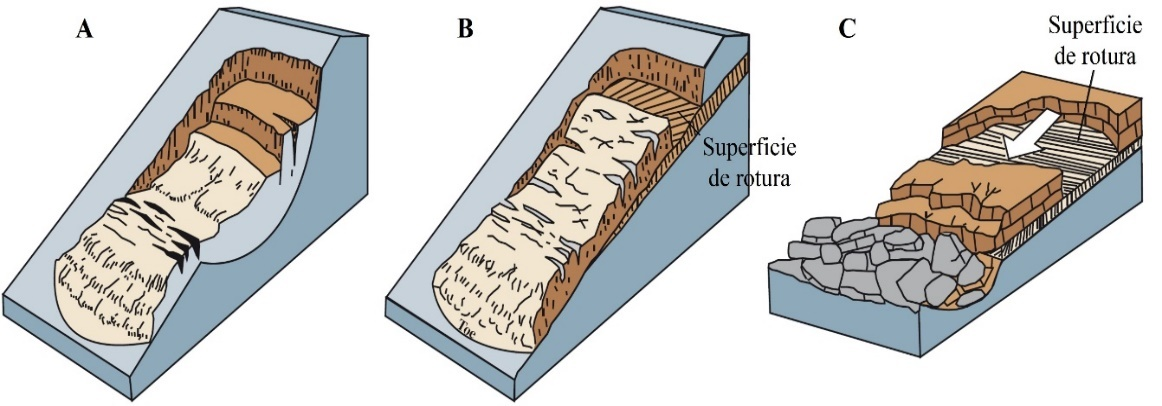 A
B
C
Superficie
de rotura
Superficie
de rotura
Toe